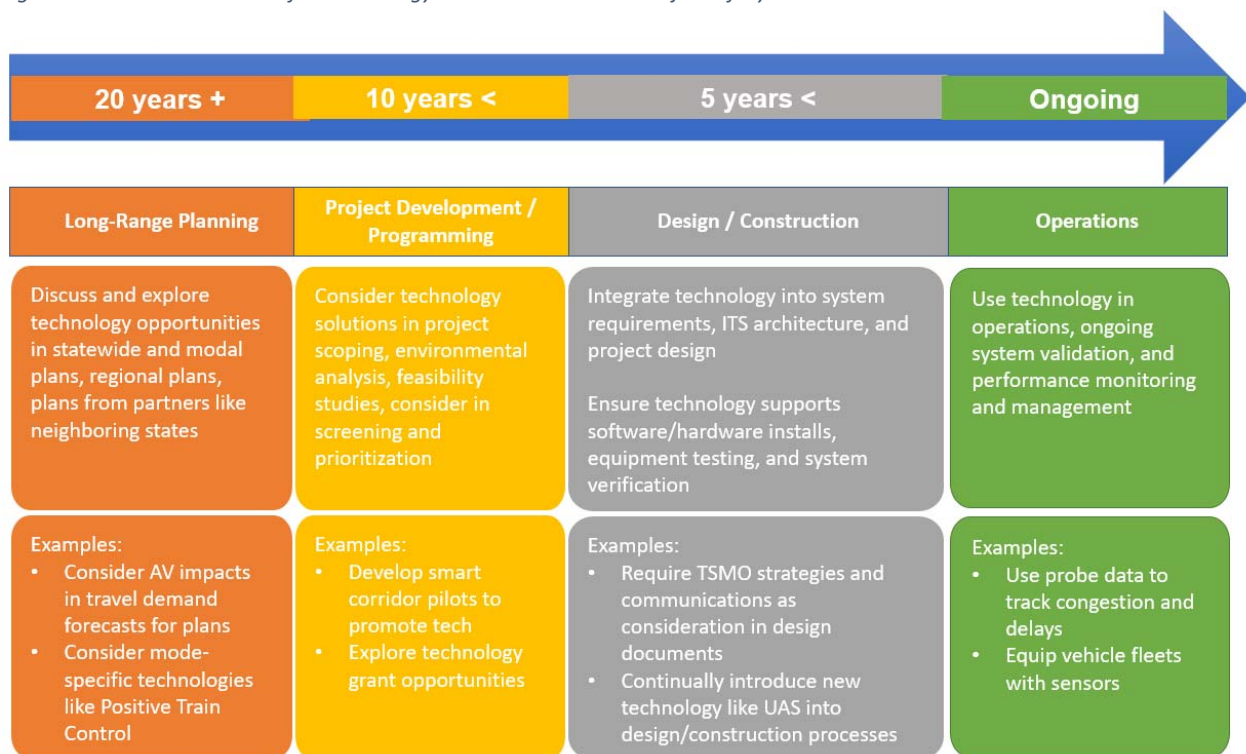 20 years +
10 years <
5 years <
Ongoing
Long-Range Planning
Project Development /
Programming
Design / Construction
Operations
Discuss and explore
technology opportunities
in statewide and modal
plans, regional plans,
plans from partners like
neighboring states
Consider technology
solutions in project
scoping, environmental
analysis, feasibility
studies, consider in
screening and
prioritization
Integrate technology into system
requirements, ITS architecture, and
project design
Ensure technology supports
software/hardware installs,
equipment testing, and system
verification
Use technology in
operations, ongoing
system validation, and
performance monitoring
and management
Examples:
• Consider AV impacts
in travel demand
forecasts for plans
• Consider mode-
specific technologies
like Positive Train
Control
Examples:
• Develop smart
corridor pilots to
promote tech
• Explore technology
grant opportunities
Examples:
• Require TSMO strategies and
communications as
consideration in design
documents
• Continually introduce new
technology like UAS into
design/construction processes
Examples:
• Use probe data to
track congestion and
delays
• Equip vehicle fleets
with sensors